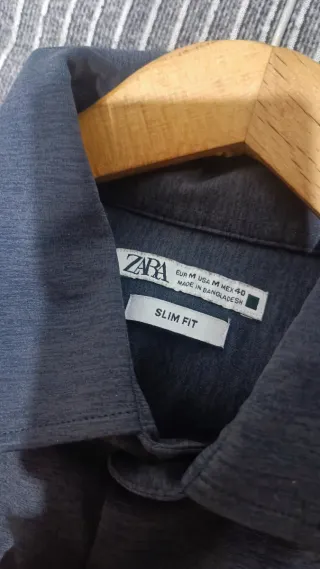 ZARA
EUR M USA M MEX 40
MADE IN BANGLADESH
SLIM FIT